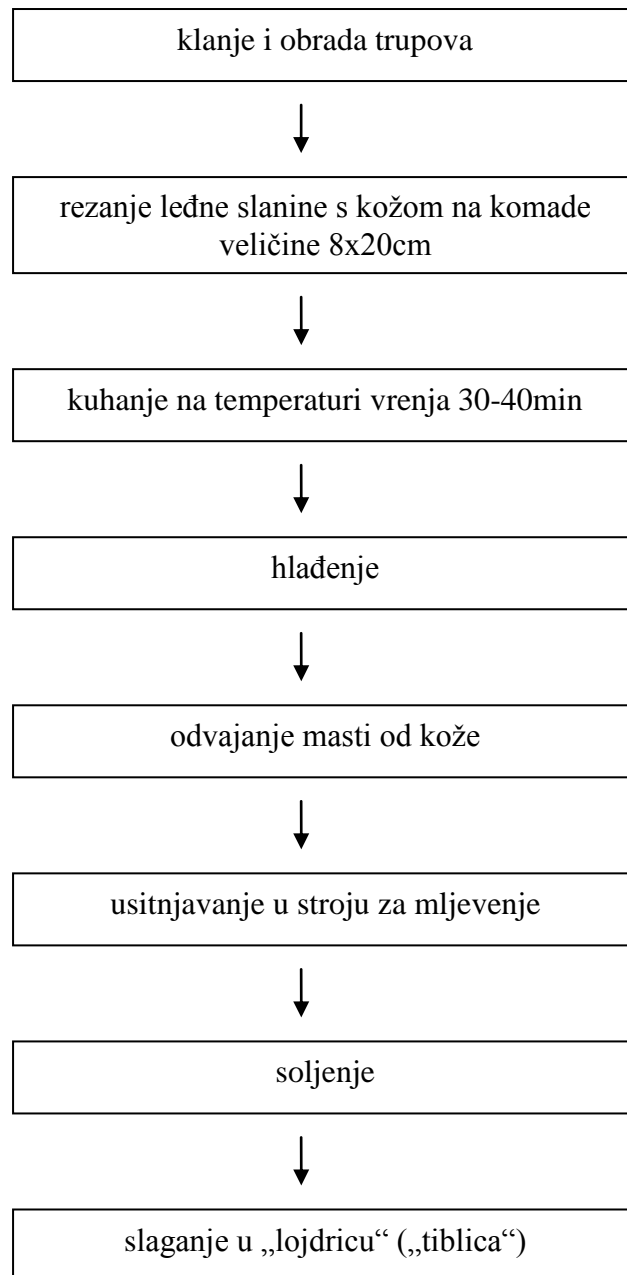 klanje i obrada trupova
rezanje leđne slanine s kožom na komade
veličine 8x20cm
kuhanje na temperaturi vrenja 30-40min
hlađenje
odvajanje masti od kože
usitnjavanje u stroju za mljevenje
soljenje
slaganje u „lojdricu“ („tiblica“)